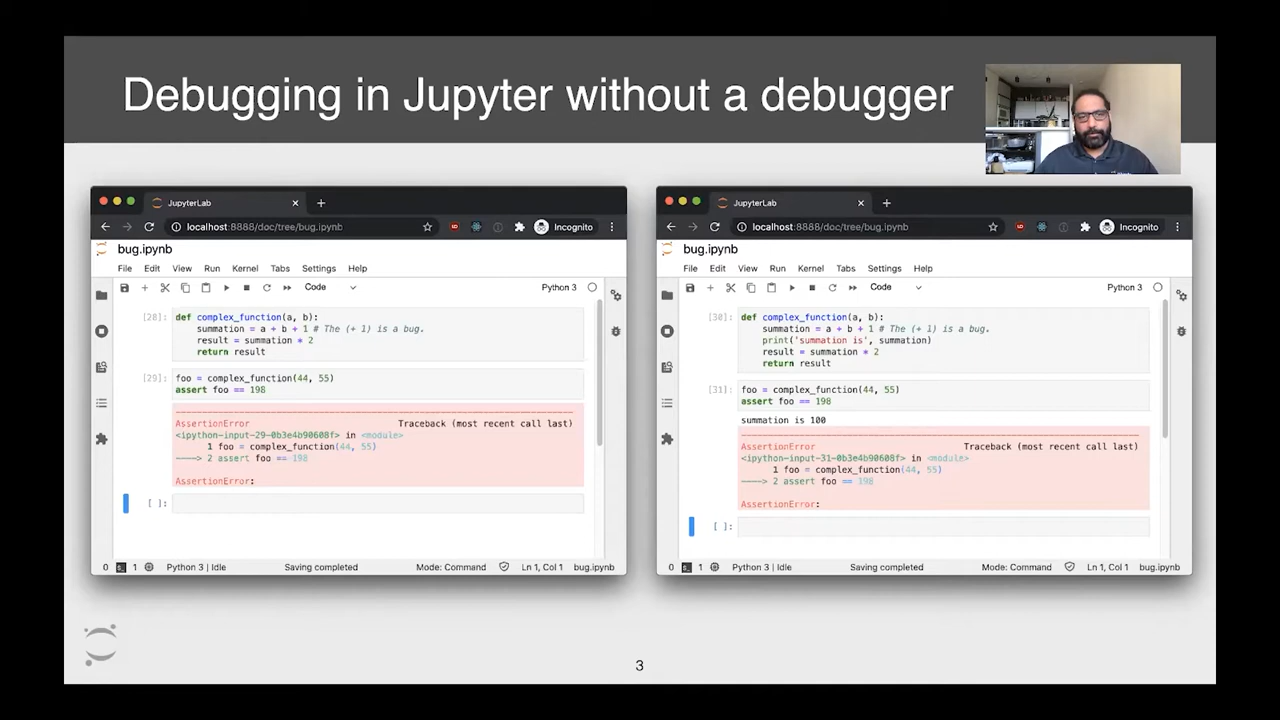 Debugging in Jupyter without a debugger
JupyterLab
localhost:8888/doc/tree/bug.ipynb
Incognito
bug.ipynb
File Edit View Run Kernel Tabs Settings Help
Code
Python 3
[28]:
def complex_function(a, b):
    summation = a + b + 1 # The (+ 1) is a bug.
    result = summation * 2
    return result
[29]:
foo = complex_function(44, 55)
assert foo == 198
AssertionError Traceback (most recent call last)
<ipython-input-29-0b3e4b90608f> in <module>
      1 foo = complex_function(44, 55)
----> 2 assert foo == 198
AssertionError:
[ ]:
0 1 Python 3 | Idle Saving completed Mode: Command Ln 1, Col 1 bug.ipynb
JupyterLab
localhost:8888/doc/tree/bug.ipynb
Incognito
bug.ipynb
File Edit View Run Kernel Tabs Settings Help
Code
Python 3
[30]:
def complex_function(a, b):
    summation = a + b + 1 # The (+ 1) is a bug.
    print('summation is', summation)
    result = summation * 2
    return result
[31]:
foo = complex_function(44, 55)
assert foo == 198
summation is 100
AssertionError Traceback (most recent call last)
<ipython-input-31-0b3e4b90608f> in <module>
      1 foo = complex_function(44, 55)
----> 2 assert foo == 198
AssertionError:
[ ]:
0 1 Python 3 | Idle Saving completed Mode: Command Ln 1, Col 1 bug.ipynb
3